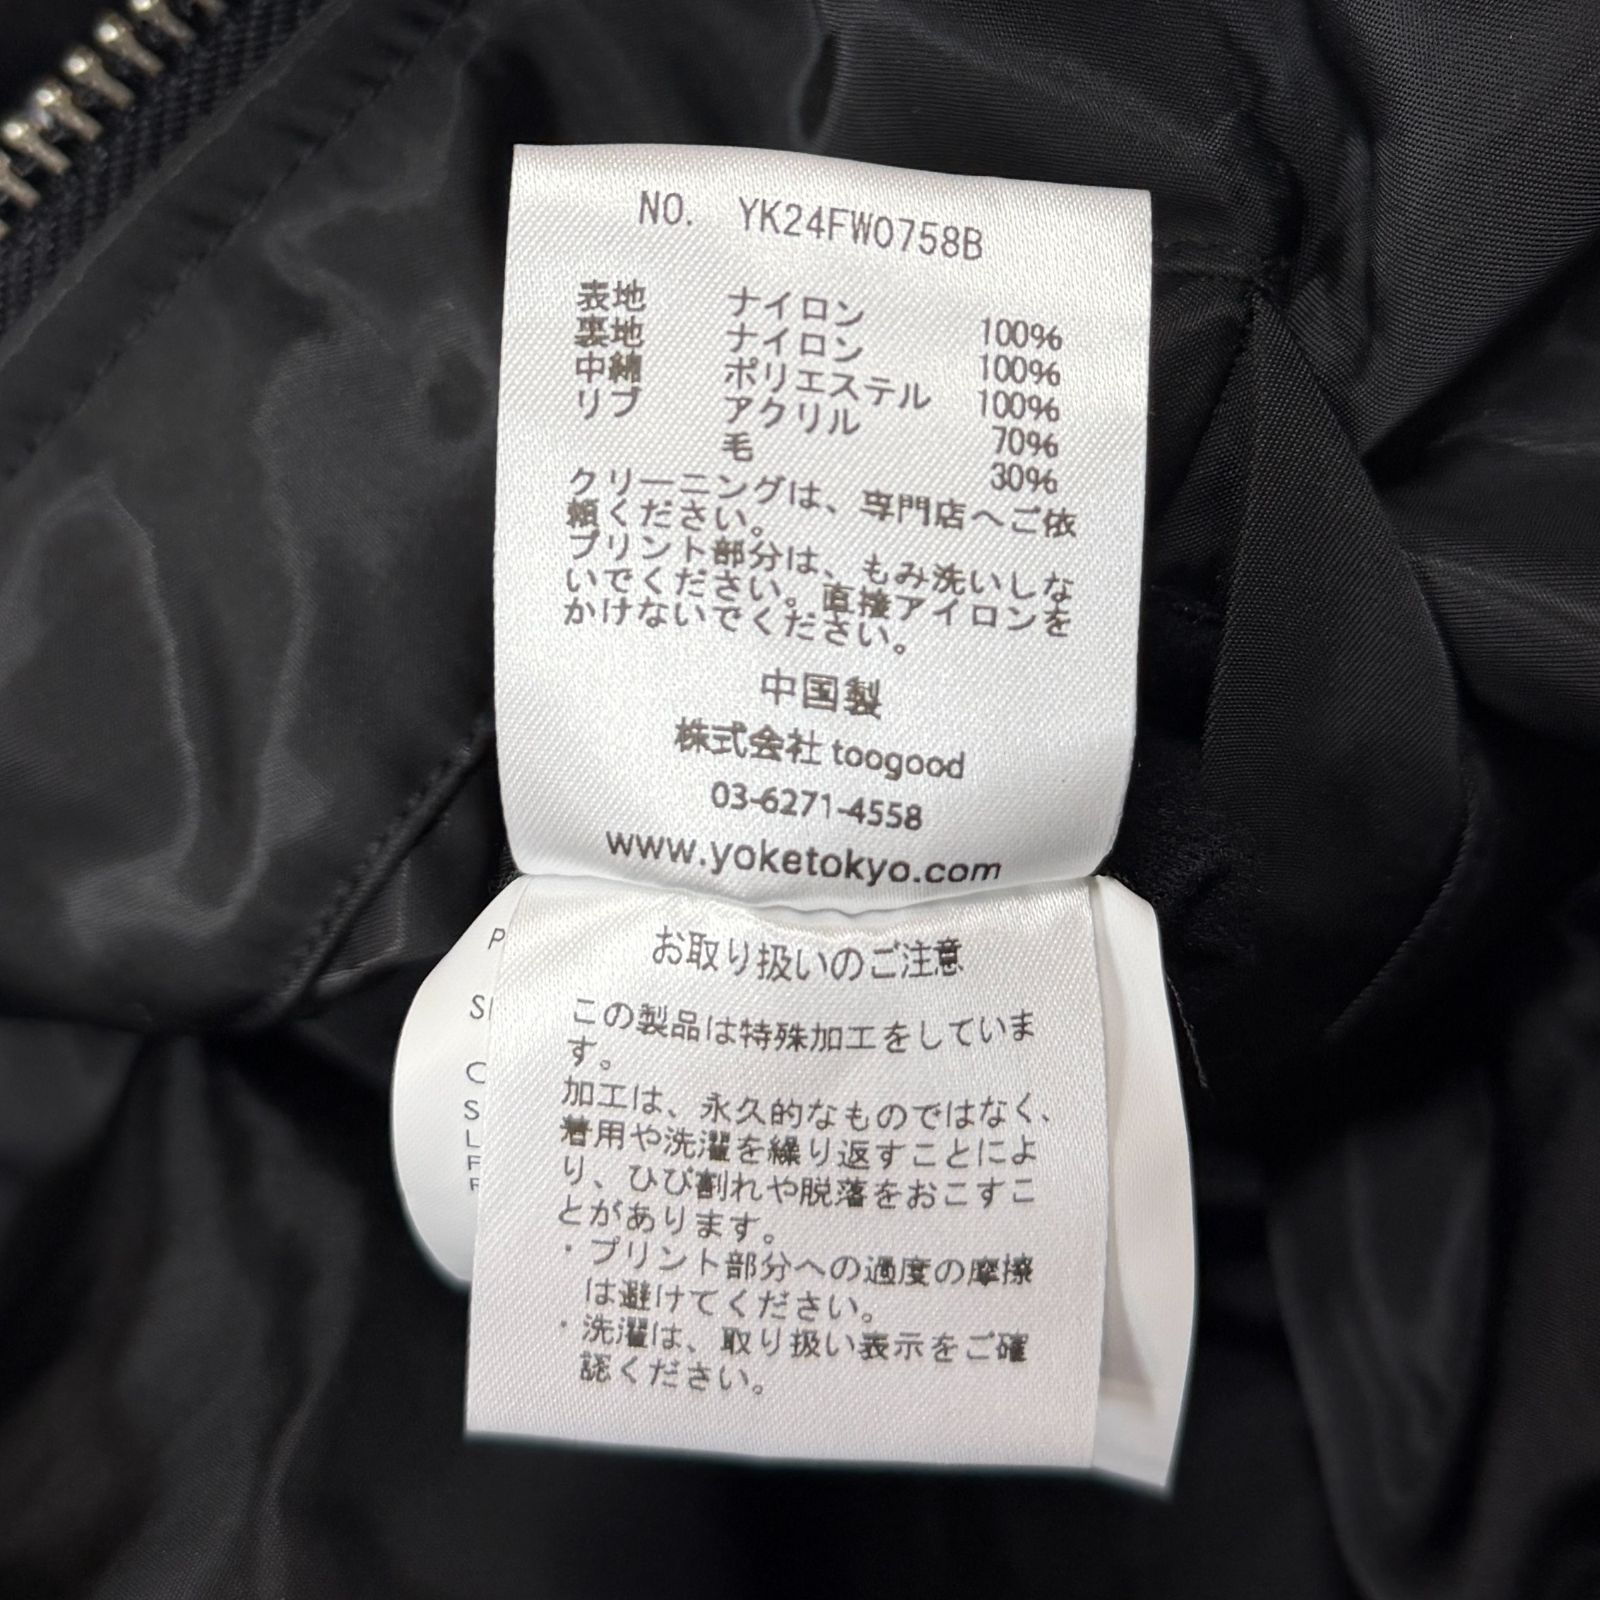 NO. YK24FW0758B
表地 ナイロン 100%
裏地 ナイロン 100%
中綿 ポリエステル 100%
リブ アクリル 70%
毛 30%
クリーニングは、専門店へご依
頼ください。
プリント部分は、もみ洗いしな
いでください。直接アイロンを
かけないでください。
中国製
株式会社 toogood
03-6271-4558
www.yoketokyo.com
お取り扱いのご注意
この製品は特殊加工をしていま
す。
加工は、永久的なものではなく、
着用や洗濯を繰り返すことによ
り、ひび割れや脱落をおこすこ
とがあります。
・プリント部分への過度の摩擦
は避けてください。
・洗濯は、取り扱い表示をご確
認ください。